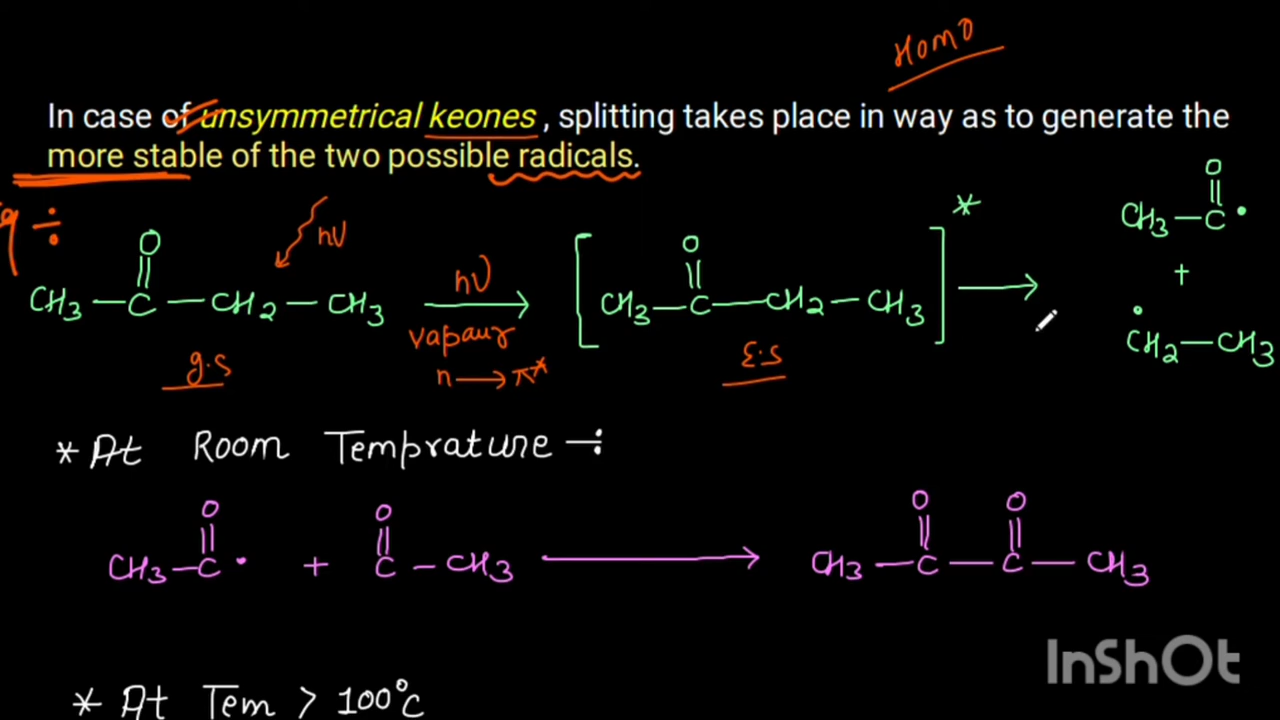 Homo
In case of unsymmetrical keones , splitting takes place in way as to generate the
more stable of the two possible radicals.
O
CH3—C•
+
•CH2—CH3
hν
O
CH3—C—CH2—CH3
g.s
hν
vapaur
n→π*
[CH3—C—CH2—CH3]*
O
ε.s
* At Room Temprature ÷
O O O O
CH3—C• + C—CH3 → CH3—C—C—CH3
InShOt
* At Tem > 100°C